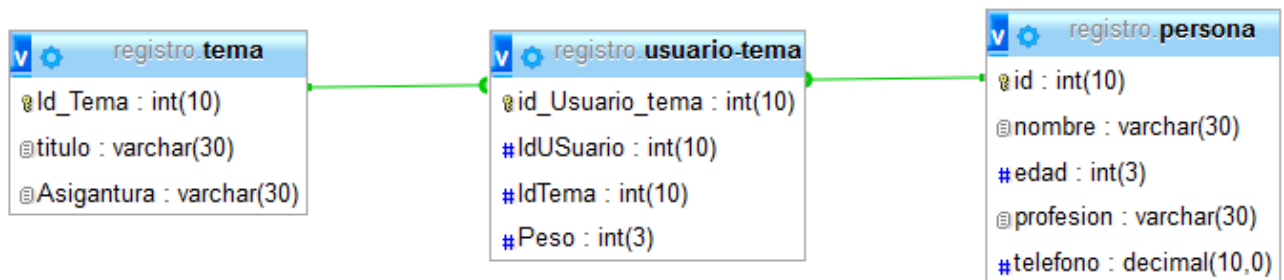 registro.tema
Id_Tema : int(10)
titulo : varchar(30)
Asigantura : varchar(30)
registro.usuario-tema
id_Usuario_tema : int(10)
#IdUSuario : int(10)
#IdTema : int(10)
#Peso : int(3)
registro.persona
id : int(10)
nombre : varchar(30)
#edad : int(3)
profesion : varchar(30)
#telefono : decimal(10,0)